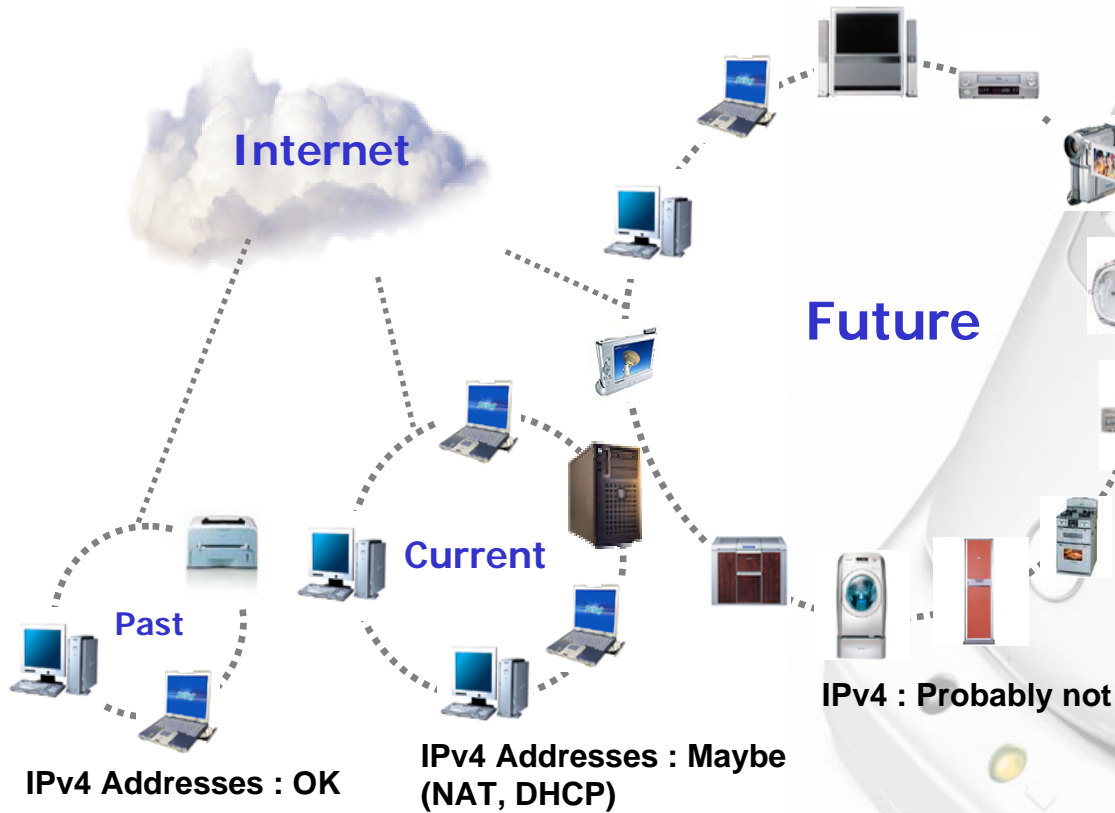 Internet
Future
Current
Past
IPv4 : Probably not
IPv4 Addresses : Maybe
(NAT, DHCP)
IPv4 Addresses : OK